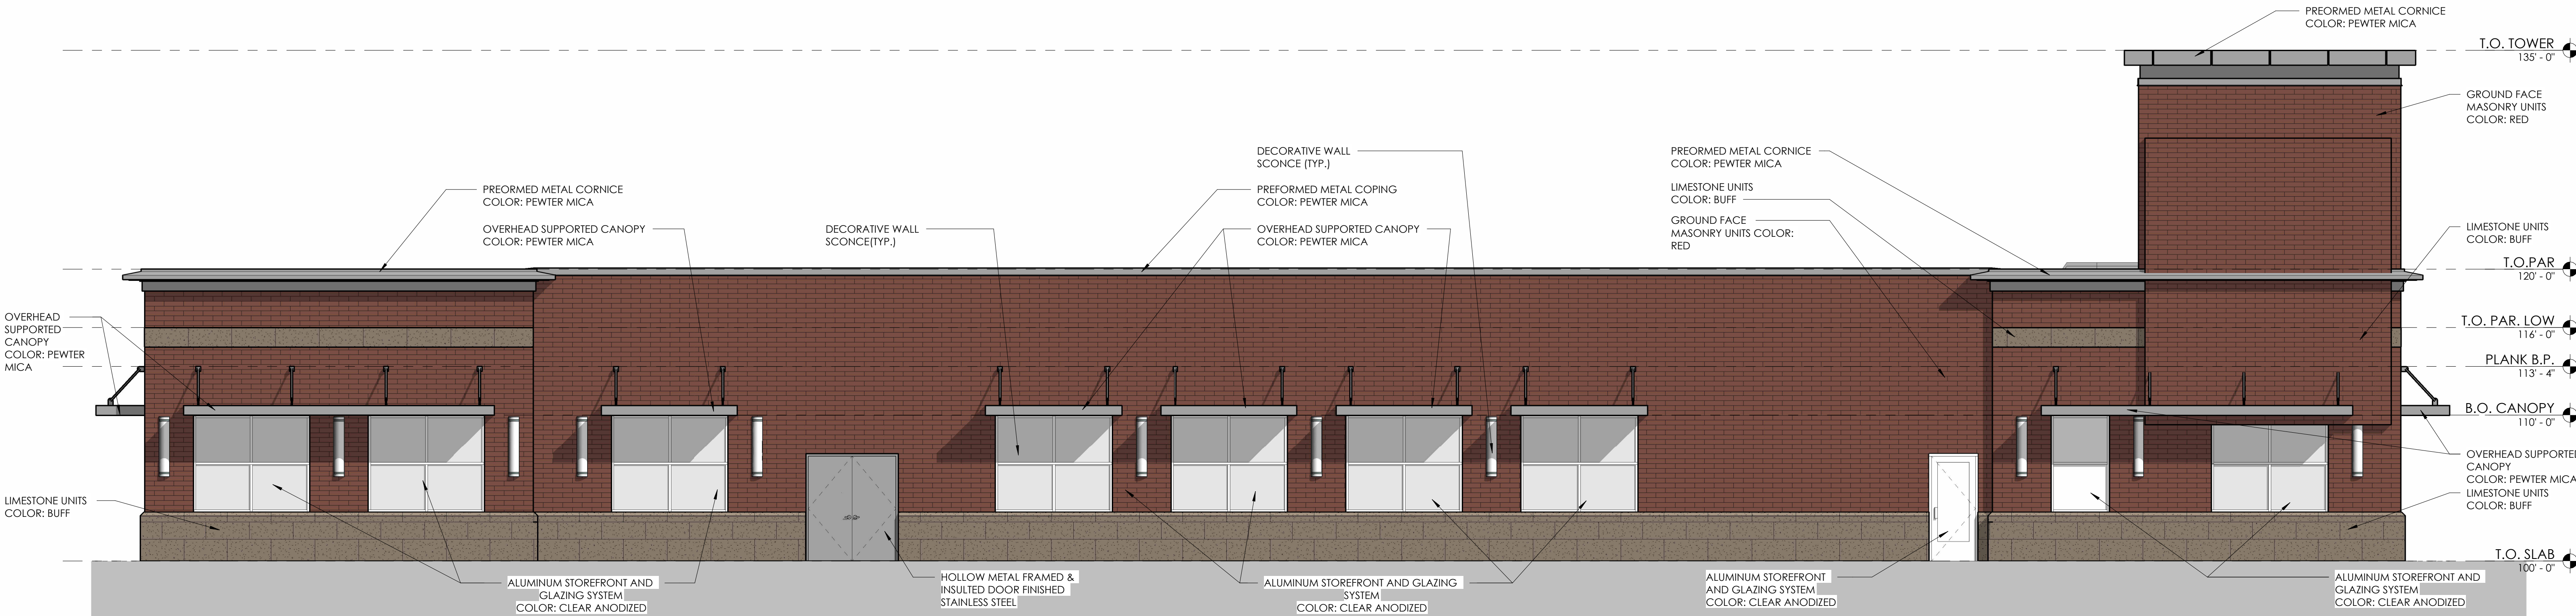 PREORMED METAL CORNICE
COLOR: PEWTER MICA
T.O. TOWER
135' - 0"
GROUND FACE
MASONRY UNITS
COLOR: RED
DECORATIVE WALL
SCONCE (TYP.)
PREORMED METAL CORNICE
COLOR: PEWTER MICA
PREORMED METAL CORNICE
COLOR: PEWTER MICA
PREFORMED METAL COPING
COLOR: PEWTER MICA
LIMESTONE UNITS
COLOR: BUFF
GROUND FACE
MASONRY UNITS COLOR:
RED
OVERHEAD SUPPORTED CANOPY
COLOR: PEWTER MICA
DECORATIVE WALL
SCONCE(TYP.)
OVERHEAD SUPPORTED CANOPY
COLOR: PEWTER MICA
LIMESTONE UNITS
COLOR: BUFF
T.O.PAR
120' - 0"
OVERHEAD
SUPPORTED
CANOPY
COLOR: PEWTER
MICA
T.O. PAR. LOW
116' - 0"
PLANK B.P.
113' - 4"
B.O. CANOPY
110' - 0"
OVERHEAD SUPPORTED
CANOPY
COLOR: PEWTER MICA
LIMESTONE UNITS
COLOR: BUFF
LIMESTONE UNITS
COLOR: BUFF
T.O. SLAB
100' - 0"
ALUMINUM STOREFRONT AND
GLAZING SYSTEM
COLOR: CLEAR ANODIZED
HOLLOW METAL FRAMED &
INSULTED DOOR FINISHED
STAINLESS STEEL
ALUMINUM STOREFRONT AND GLAZING
SYSTEM
COLOR: CLEAR ANODIZED
ALUMINUM STOREFRONT
AND GLAZING SYSTEM
COLOR: CLEAR ANODIZED
ALUMINUM STOREFRONT AND
GLAZING SYSTEM
COLOR: CLEAR ANODIZED